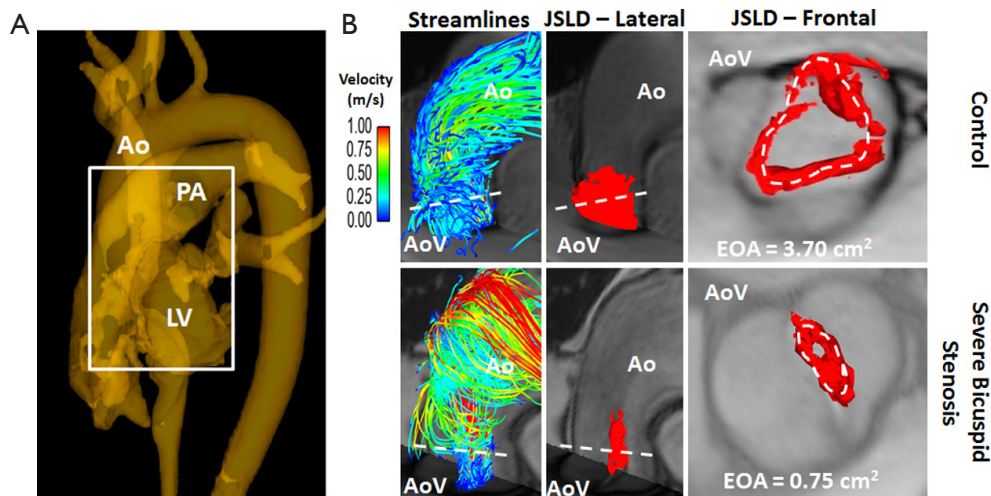 A
Ao
PA
LV
B
Streamlines
JSLD – Lateral
JSLD – Frontal
Velocity
(m/s)
1.00
0.75
0.50
0.25
0.00
Ao
AoV
Ao
AoV
AoV
EOA = 3.70 cm²
Control
Ao
AoV
Ao
AoV
AoV
EOA = 0.75 cm²
Severe Bicuspid
Stenosis